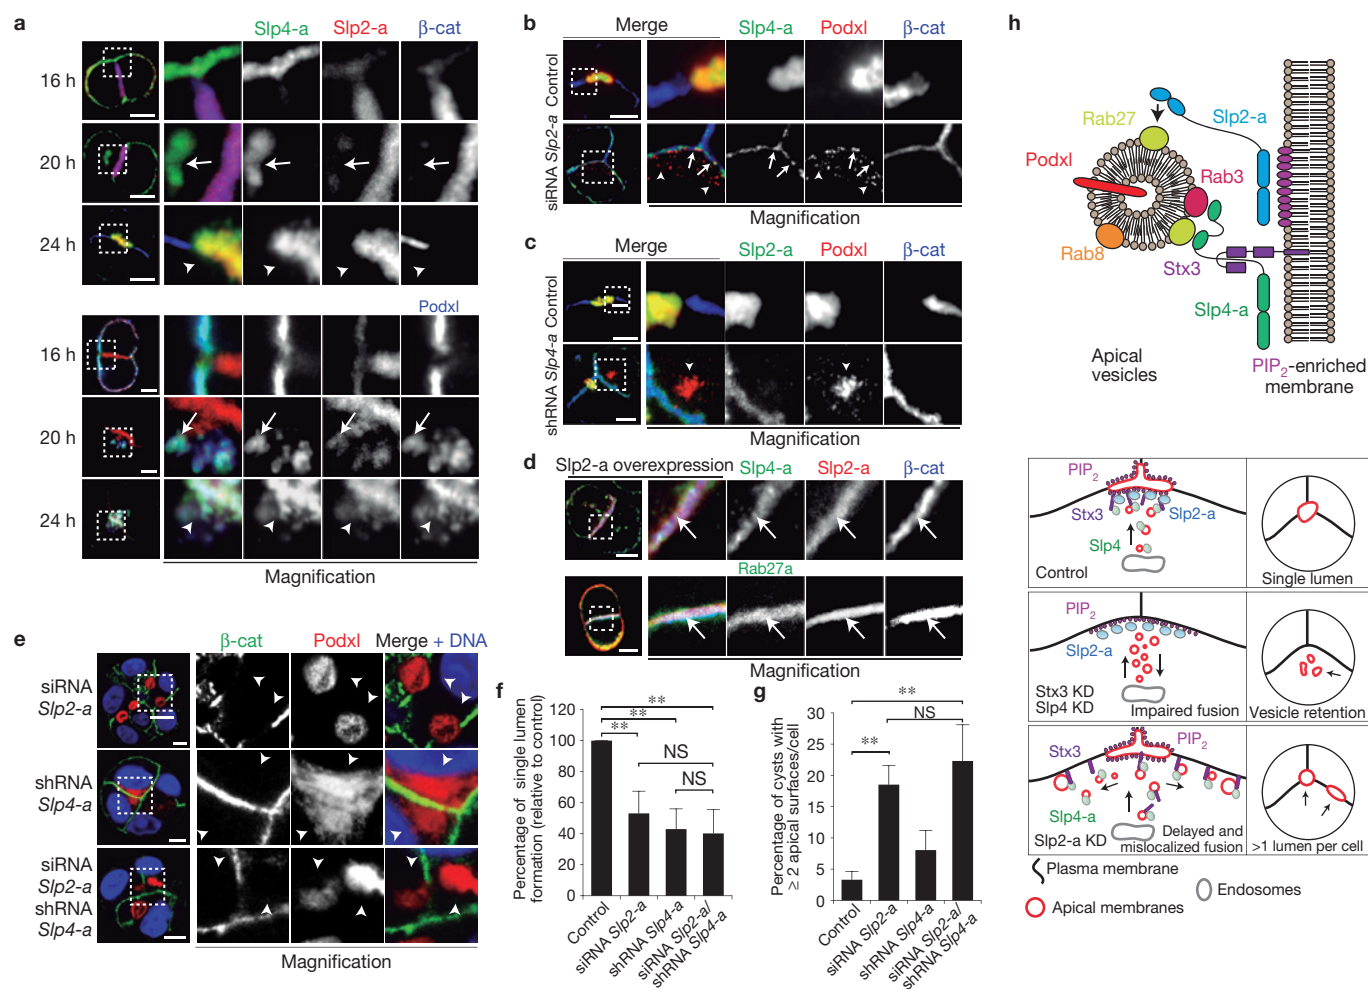 a
Slp4-a Slp2-a β-cat
16 h
20 h
24 h
Podxl
16 h
20 h
24 h
Magnification
b
Merge Slp4-a Podxl β-cat
Control
siRNA Slp2-a
Magnification
c
Merge Slp2-a Podxl β-cat
Control
shRNA Slp4-a
Magnification
d
Slp2-a overexpression Slp4-a Slp2-a β-cat
Rab27a
Magnification
e
β-cat Podxl Merge + DNA
siRNA
Slp2-a
shRNA
Slp4-a
siRNA
Slp2-a
shRNA
Slp4-a
Magnification
f
Percentage of single lumen
formation (relative to control)
120
100
80
60
40
20
0
**
**
**
NS
NS
Control
siRNA Slp2-a
shRNA Slp4-a
siRNA Slp2-a/
shRNA Slp4-a
g
Percentage of cysts with
≥ 2 apical surfaces/cell
30
25
20
15
10
5
0
**
NS
**
Control
siRNA Slp2-a
shRNA Slp4-a
siRNA Slp2-a/
shRNA Slp4-a
h
Rab27
Slp2-a
Podxl
Rab3
Rab8
Stx3
Slp4-a
Apical
vesicles
PIP2-enriched
membrane
PIP2
Stx3
Slp2-a
Slp4
Control
Single lumen
PIP2
Slp2-a
Stx3 KD
Slp4 KD
Impaired fusion
Vesicle retention
Stx3
PIP2
Slp4-a
Slp2-a KD
Delayed and
mislocalized fusion
>1 lumen per cell
Plasma membrane
Endosomes
Apical membranes